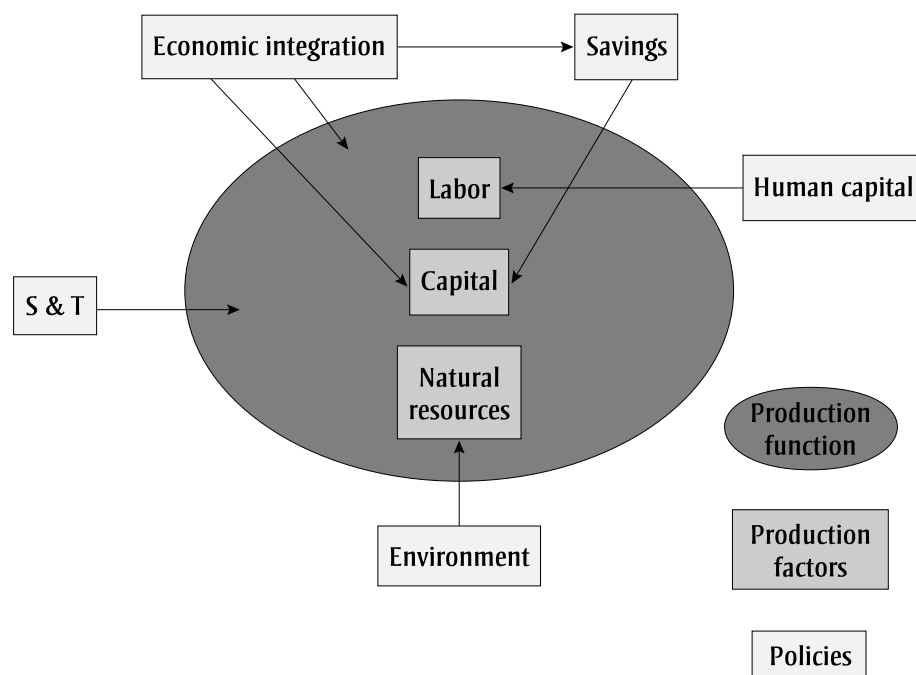 Economic integration
Savings
Labor
Human capital
Capital
S & T
Natural
resources
Production
function
Environment
Production
factors
Policies